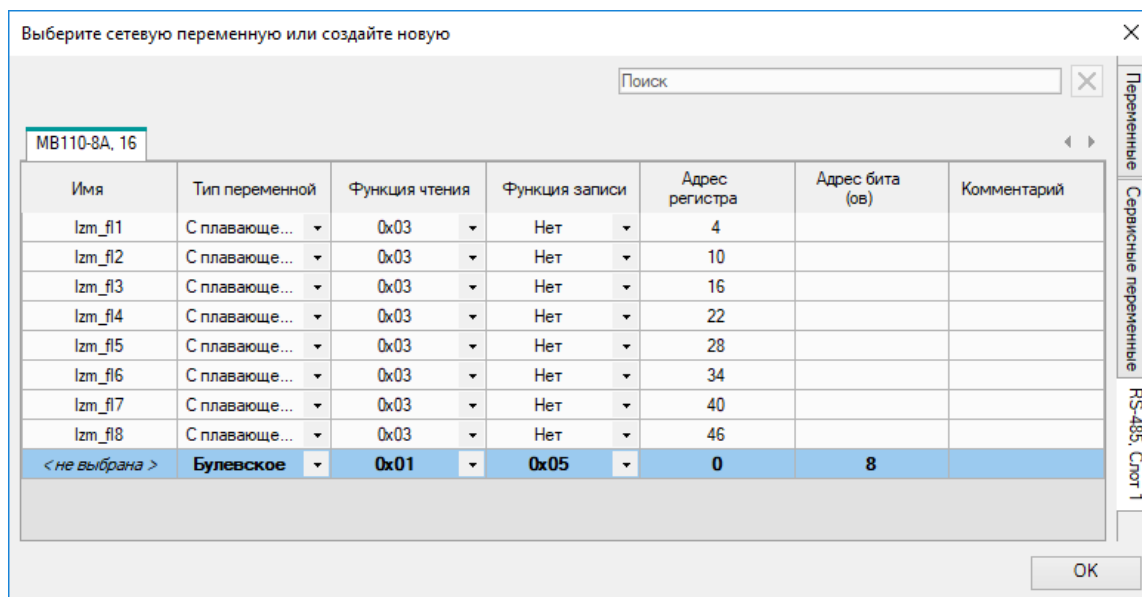 Выберите сетевую переменную или создайте новую
Поиск
МВ110-8А, 16
Имя Тип переменной Функция чтения Функция записи Адрес регистра Адрес бита (ов) Комментарий
Izm_fl1 С плавающе... 0x03 Нет 4
Izm_fl2 С плавающе... 0x03 Нет 10
Izm_fl3 С плавающе... 0x03 Нет 16
Izm_fl4 С плавающе... 0x03 Нет 22
Izm_fl5 С плавающе... 0x03 Нет 28
Izm_fl6 С плавающе... 0x03 Нет 34
Izm_fl7 С плавающе... 0x03 Нет 40
Izm_fl8 С плавающе... 0x03 Нет 46
< не выбрана > Булевское 0x01 0x05 0 8
Переменные
Сервисные переменные
RS-485, Слот 1
OK